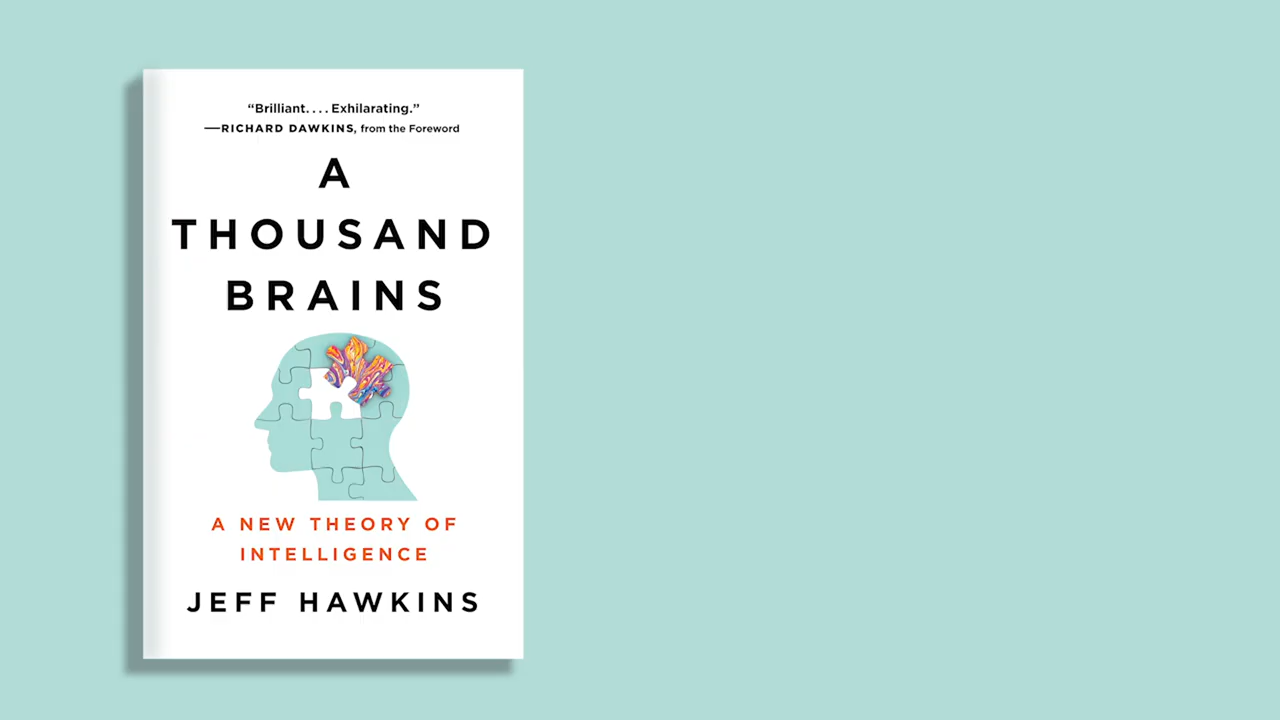 “Brilliant. . . . Exhilarating.”
—RICHARD DAWKINS, from the Foreword
A
THOUSAND
BRAINS
A NEW THEORY OF
INTELLIGENCE
JEFF HAWKINS